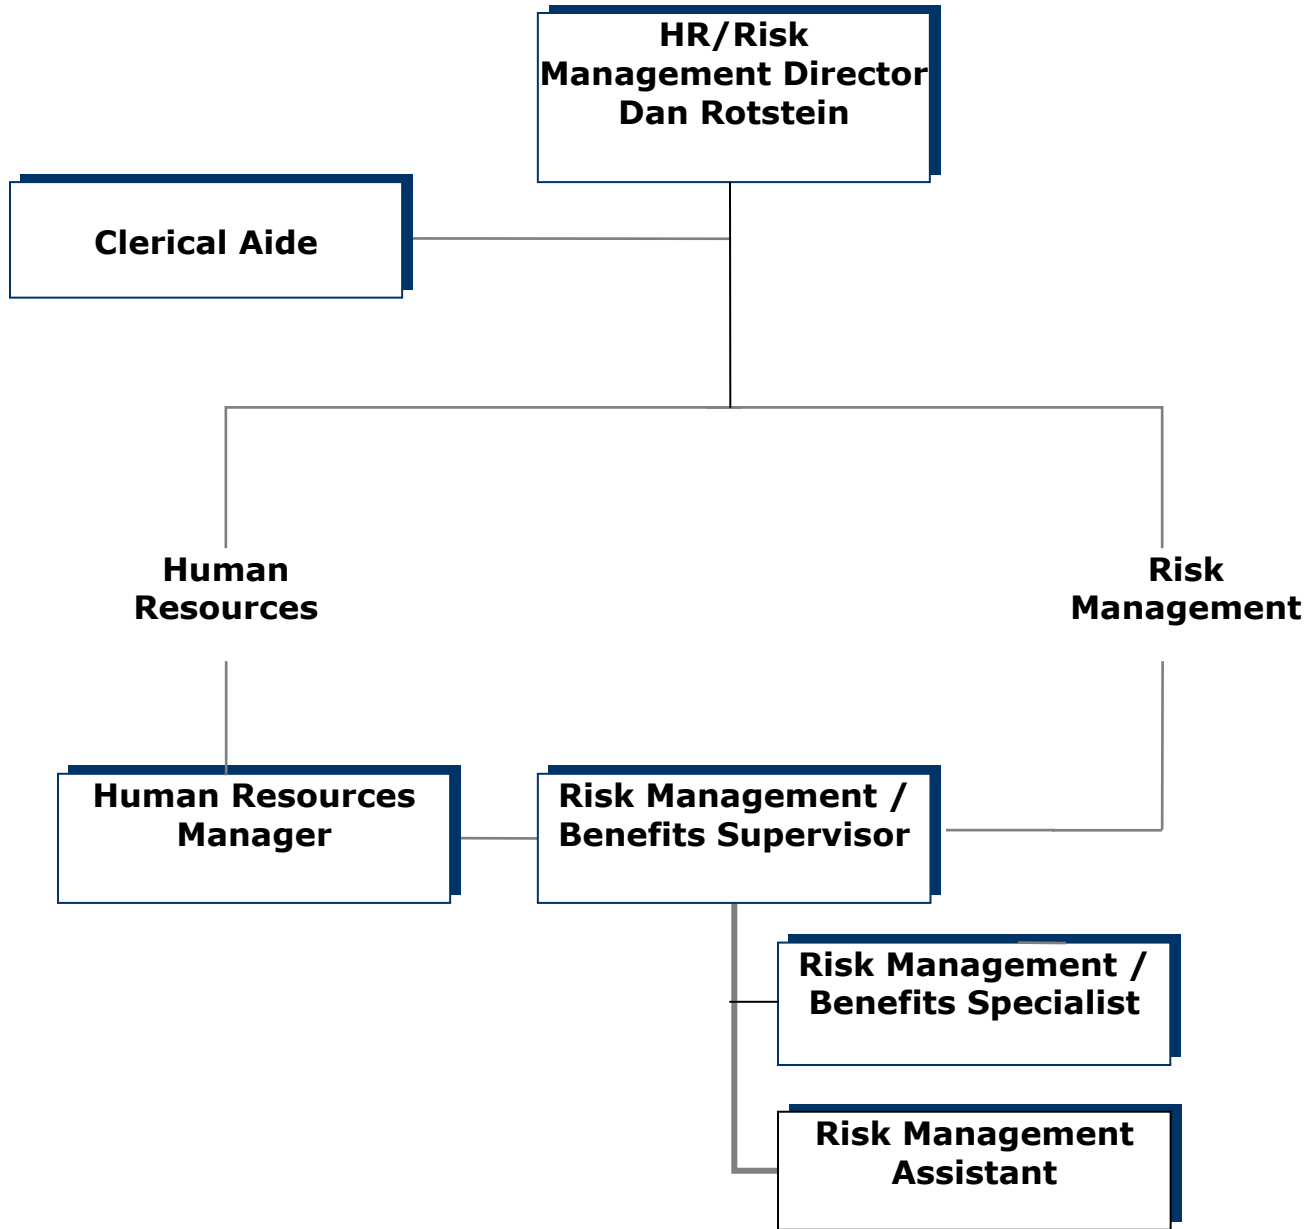 HR/Risk
Management Director
Dan Rotstein
Clerical Aide
Human
Resources
Risk
Management
Human Resources
Manager
Risk Management /
Benefits Supervisor
Risk Management /
Benefits Specialist
Risk Management
Assistant